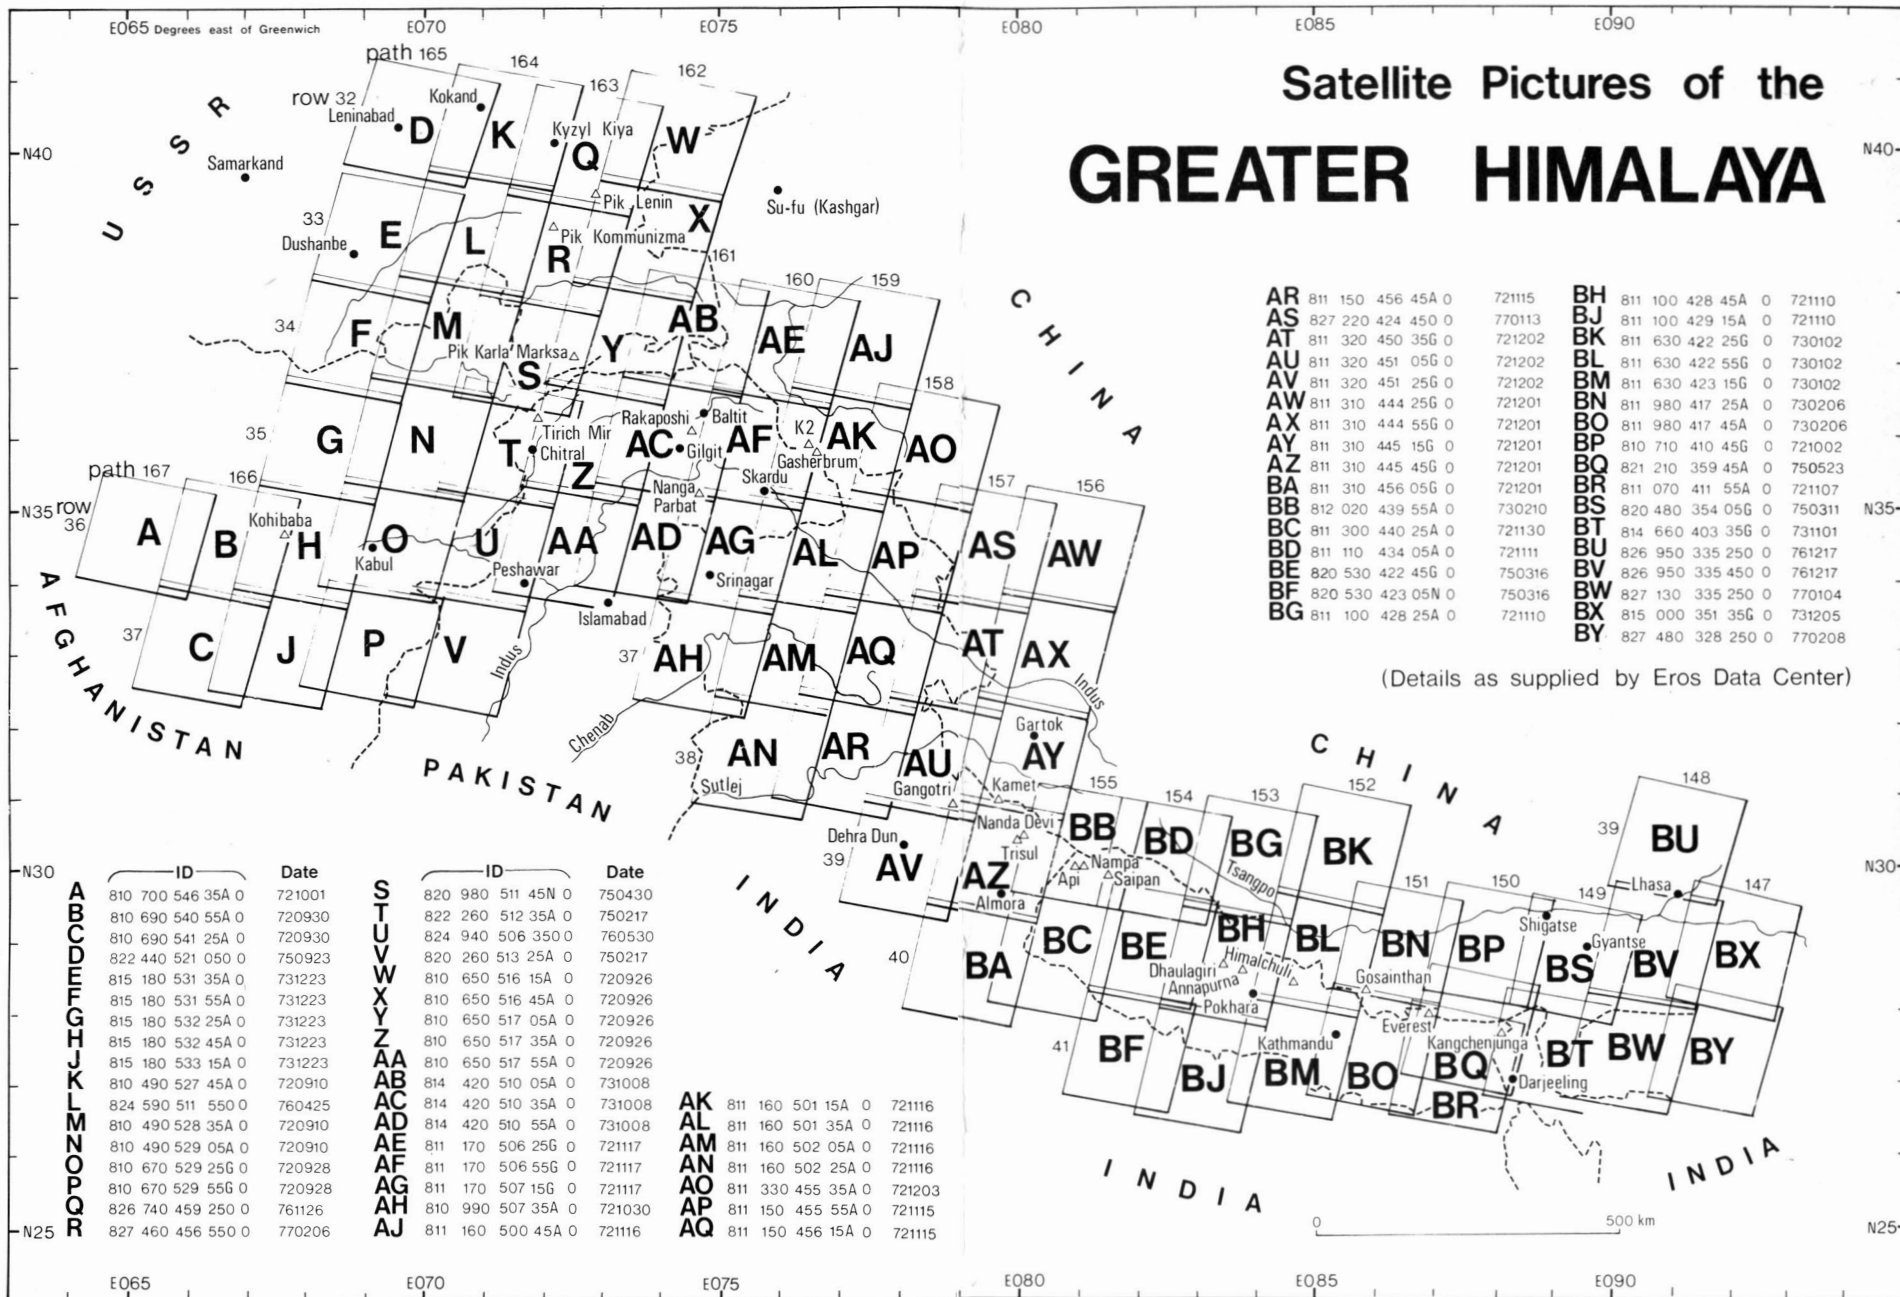 E065 Degrees east of Greenwich
E070
E075
E080
E085
E090
Satellite Pictures of the
GREATER HIMALAYA
N40
N40
N35
N35
N30
N30
N25
N25
path 165
164
163
162
row 32
Leninabad
Kokand
Kyzyl Kiya
D
K
Q
W
USSR
Samarkand
Pik Lenin
Su-fu (Kashgar)
33
Dushanbe
E
L
R
X
Pik Kommunizma
161
160
159
34
F
M
S
Y
AB
AE
AJ
Pik Karla Marksa
158
35
G
N
T
Z
AC
AF
AK
AO
Tirich Mir
Chitral
Rakaposhi
Baltit
Gilgit
K2
Gasherbrum
Nanga
Parbat
Skardu
157
156
path 167
166
row
36
A
B
H
O
U
AA
AD
AG
AL
AP
AS
AW
Kohibaba
Kabul
Peshawar
Islamabad
Srinagar
CHINA
AFGHANISTAN
37
C
J
P
V
Indus
37
AH
AM
AQ
AT
AX
Indus
Chenab
PAKISTAN
38
AN
AR
AU
AY
Gartok
Sutlej
Gangotri
Kamet
155
154
153
152
CHINA
148
Dehra Dun
39
AV
AZ
BB
BD
BG
BK
39
BU
Nanda Devi
Trisul
Nampa
Api
Saipan
Almora
Tsangpo
151
150
149
147
Lhasa
Shigatse
Gyantse
INDIA
40
BA
BC
BE
BH
BL
BN
BP
BS
BV
BX
Dhaulagiri
Annapurna
Himalchuli
Gosainthan
Pokhara
Everest
Kangchenjunga
Kathmandu
Darjeeling
41
BF
BJ
BM
BO
BQ
BR
BT
BW
BY
INDIA
INDIA
0 500 km
AR 811 150 456 45A 0 721115
AS 827 220 424 450 0 770113
AT 811 320 450 35G 0 721202
AU 811 320 451 05G 0 721202
AV 811 320 451 25G 0 721202
AW 811 310 444 25G 0 721201
AX 811 310 444 55G 0 721201
AY 811 310 445 15G 0 721201
AZ 811 310 445 45G 0 721201
BA 811 310 456 05G 0 721201
BB 812 020 439 55A 0 730210
BC 811 300 440 25A 0 721130
BD 811 110 434 05A 0 721111
BE 820 530 422 45G 0 750316
BF 820 530 423 05N 0 750316
BG 811 100 428 25A 0 721110
BH 811 100 428 45A 0 721110
BJ 811 100 429 15A 0 721110
BK 811 630 422 25G 0 730102
BL 811 630 422 55G 0 730102
BM 811 630 423 15G 0 730102
BN 811 980 417 25A 0 730206
BO 811 980 417 45A 0 730206
BP 810 710 410 45G 0 721002
BQ 821 210 359 45A 0 750523
BR 811 070 411 55A 0 721107
BS 820 480 354 05G 0 750311
BT 814 660 403 35G 0 731101
BU 826 950 335 250 0 761217
BV 826 950 335 450 0 761217
BW 827 130 335 250 0 770104
BX 815 000 351 35G 0 731205
BY 827 480 328 250 0 770208
(Details as supplied by Eros Data Center)
ID Date
A 810 700 546 35A 0 721001
B 810 690 540 55A 0 720930
C 810 690 541 25A 0 720930
D 822 440 521 050 0 750923
E 815 180 531 35A 0 731223
F 815 180 531 55A 0 731223
G 815 180 532 25A 0 731223
H 815 180 532 45A 0 731223
J 815 180 533 15A 0 731223
K 810 490 527 45A 0 720910
L 824 590 511 550 0 760425
M 810 490 528 35A 0 720910
N 810 490 529 05A 0 720910
O 810 670 529 25G 0 720928
P 810 670 529 55G 0 720928
Q 826 740 459 250 0 761126
R 827 460 456 550 0 770206
ID Date
S 820 980 511 45N 0 750430
T 822 260 512 35A 0 750217
U 824 940 506 350 0 760530
V 820 260 513 25A 0 750217
W 810 650 516 15A 0 720926
X 810 650 516 45A 0 720926
Y 810 650 517 05A 0 720926
Z 810 650 517 35A 0 720926
AA 810 650 517 55A 0 720926
AB 814 420 510 05A 0 731008
AC 814 420 510 35A 0 731008
AD 814 420 510 55A 0 731008
AE 811 170 506 25G 0 721117
AF 811 170 506 55G 0 721117
AG 811 170 507 15G 0 721117
AH 810 990 507 35A 0 721030
AJ 811 160 500 45A 0 721116
AK 811 160 501 15A 0 721116
AL 811 160 501 35A 0 721116
AM 811 160 502 05A 0 721116
AN 811 160 502 25A 0 721116
AO 811 330 455 35A 0 721203
AP 811 150 455 55A 0 721115
AQ 811 150 456 15A 0 721115
E065
E070
E075
E080
E085
E090